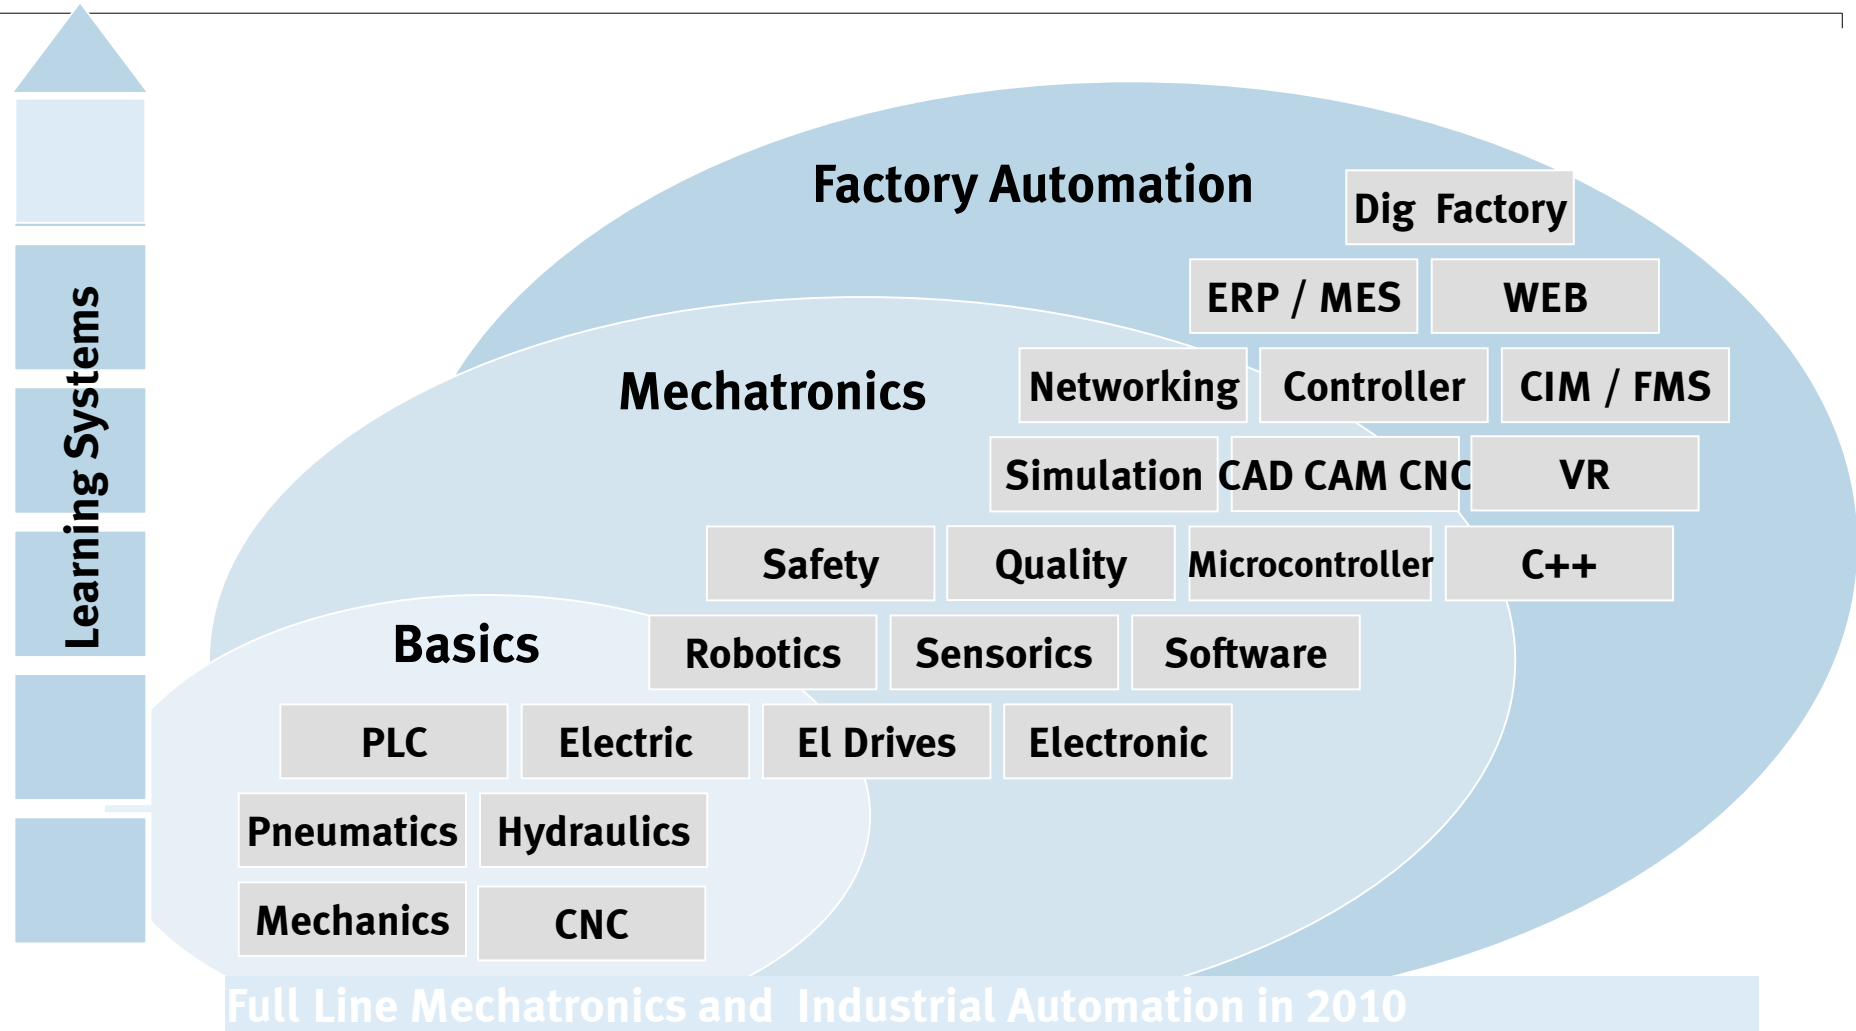 Factory Automation
Dig Factory
ERP / MES
WEB
Mechatronics
Networking
Controller
CIM / FMS
Simulation
CAD CAM CNC
VR
Safety
Quality
Microcontroller
C++
Basics
Robotics
Sensorics
Software
PLC
Electric
El Drives
Electronic
Pneumatics
Hydraulics
Mechanics
CNC
Learning Systems
Full Line Mechatronics and Industrial Automation in 2010